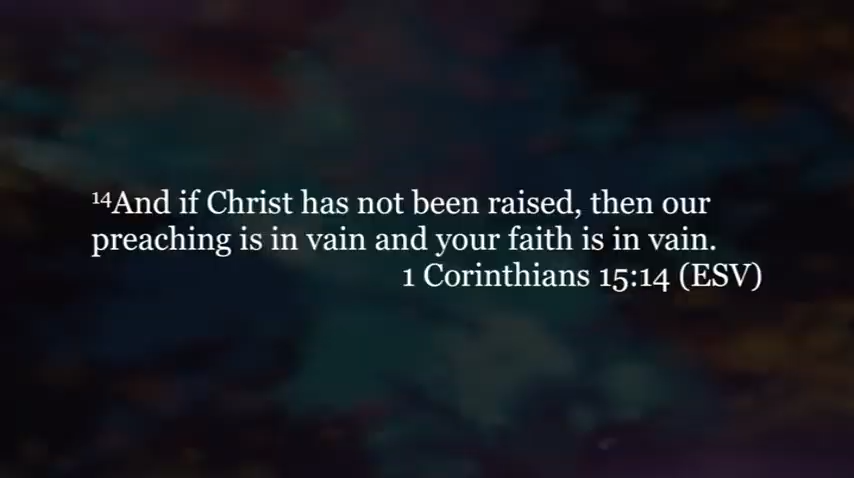 ¹⁴And if Christ has not been raised, then our
preaching is in vain and your faith is in vain.
1 Corinthians 15:14 (ESV)